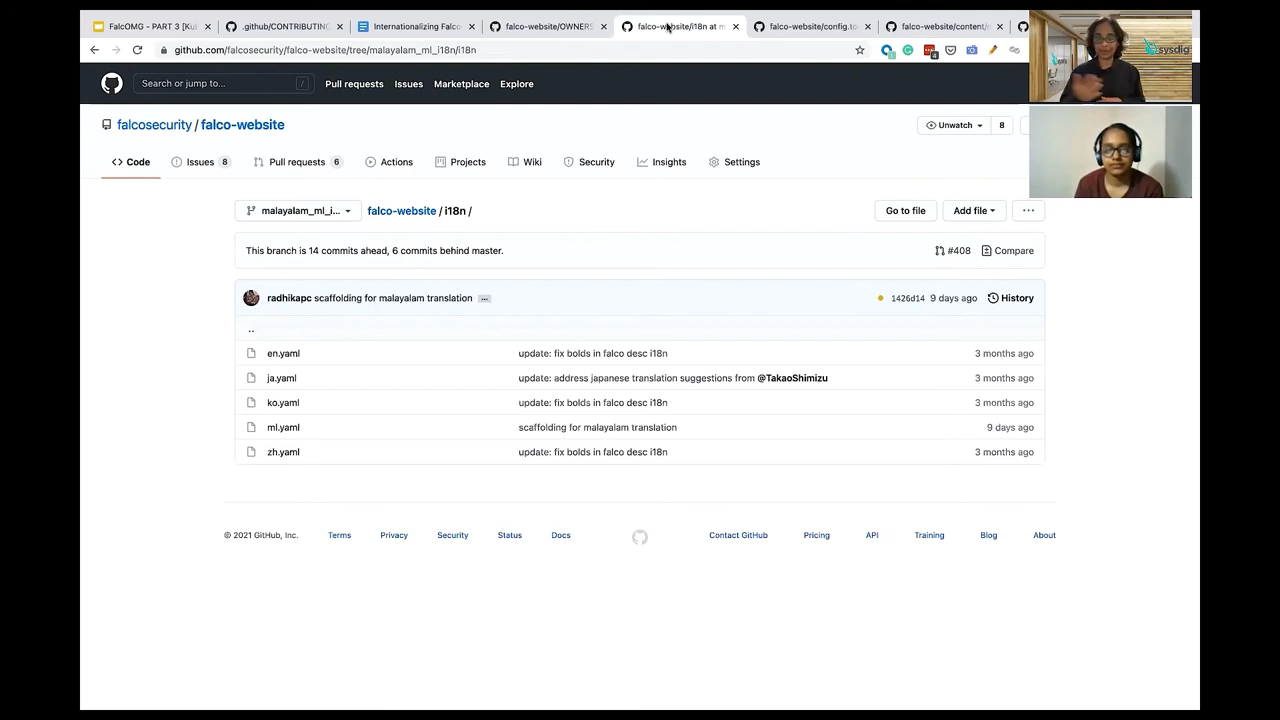 FalcOMG - PART 3 [Ku
.github/CONTRIBUTING
Internationalizing Falco
falco-website/OWNERS
falco-website/i18n at m
falco-website/config.to
falco-website/content/
github.com/falcosecurity/falco-website/tree/malayalam_ml_i18n/i18n
sysdig
Search or jump to...
/
Pull requests
Issues
Marketplace
Explore
falcosecurity / falco-website
Unwatch
8
Code
Issues 8
Pull requests 6
Actions
Projects
Wiki
Security
Insights
Settings
malayalam_ml_i...
falco-website / i18n /
Go to file
Add file
...
This branch is 14 commits ahead, 6 commits behind master.
#408
Compare
radhikapc scaffolding for malayalam translation ...
1426d14 9 days ago
History
..
en.yaml update: fix bolds in falco desc i18n 3 months ago
ja.yaml update: address japanese translation suggestions from @TakaoShimizu 3 months ago
ko.yaml update: fix bolds in falco desc i18n 3 months ago
ml.yaml scaffolding for malayalam translation 9 days ago
zh.yaml update: fix bolds in falco desc i18n 3 months ago
© 2021 GitHub, Inc.
Terms
Privacy
Security
Status
Docs
Contact GitHub
Pricing
API
Training
Blog
About